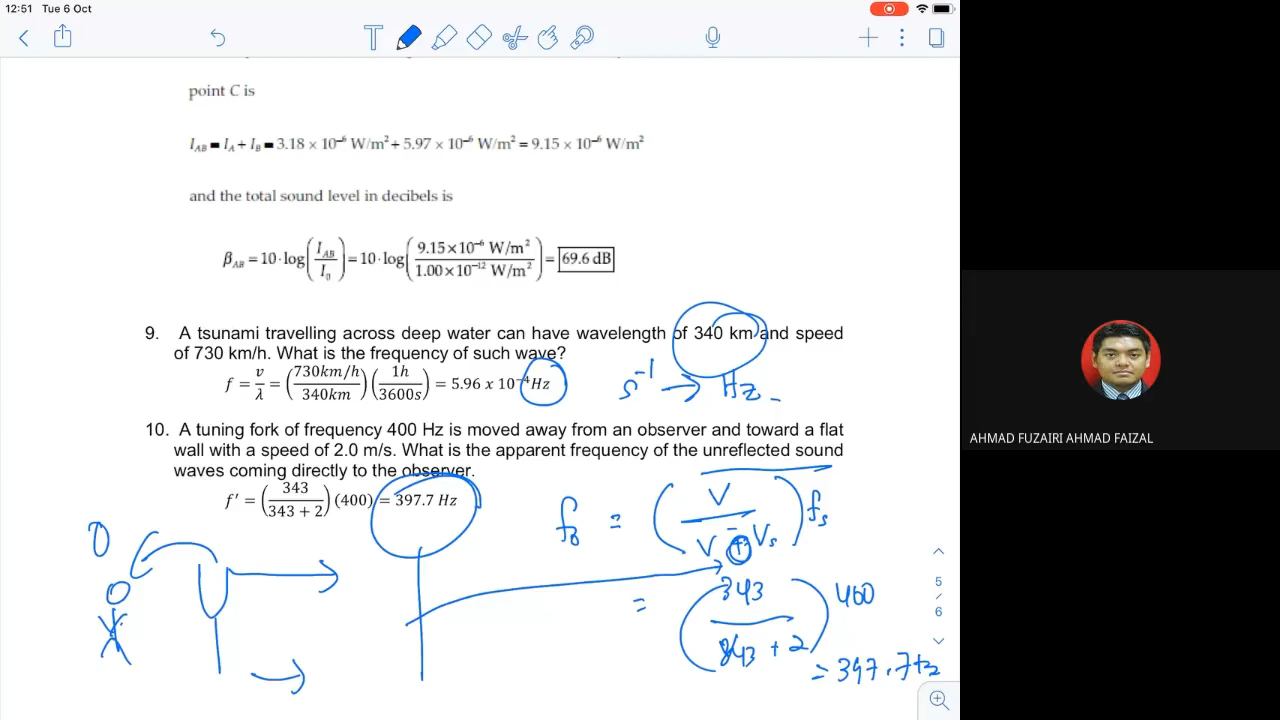 12:51 Tue 6 Oct
point C is
I_AB = I_A + I_B = 3.18 × 10⁻⁶ W/m² + 5.97 × 10⁻⁶ W/m² = 9.15 × 10⁻⁶ W/m²
and the total sound level in decibels is
β_AB = 10·log(I_AB/I_0) = 10·log(9.15×10⁻⁶ W/m²/1.00×10⁻¹² W/m²) = 69.6 dB
9. A tsunami travelling across deep water can have wavelength of 340 km and speed
of 730 km/h. What is the frequency of such wave?
f = v/λ = (730km/h/340km)(1h/3600s) = 5.96 x 10⁻⁴Hz
s⁻¹ → Hz
10. A tuning fork of frequency 400 Hz is moved away from an observer and toward a flat
wall with a speed of 2.0 m/s. What is the apparent frequency of the unreflected sound
waves coming directly to the observer.
f′ = (343/343 + 2)(400) = 397.7 Hz
f₀ = (V/V ∓ Vs) fs
O
= (343/343 + 2) 400
= 397.7Hz
5
/
6
AHMAD FUZAIRI AHMAD FAIZAL